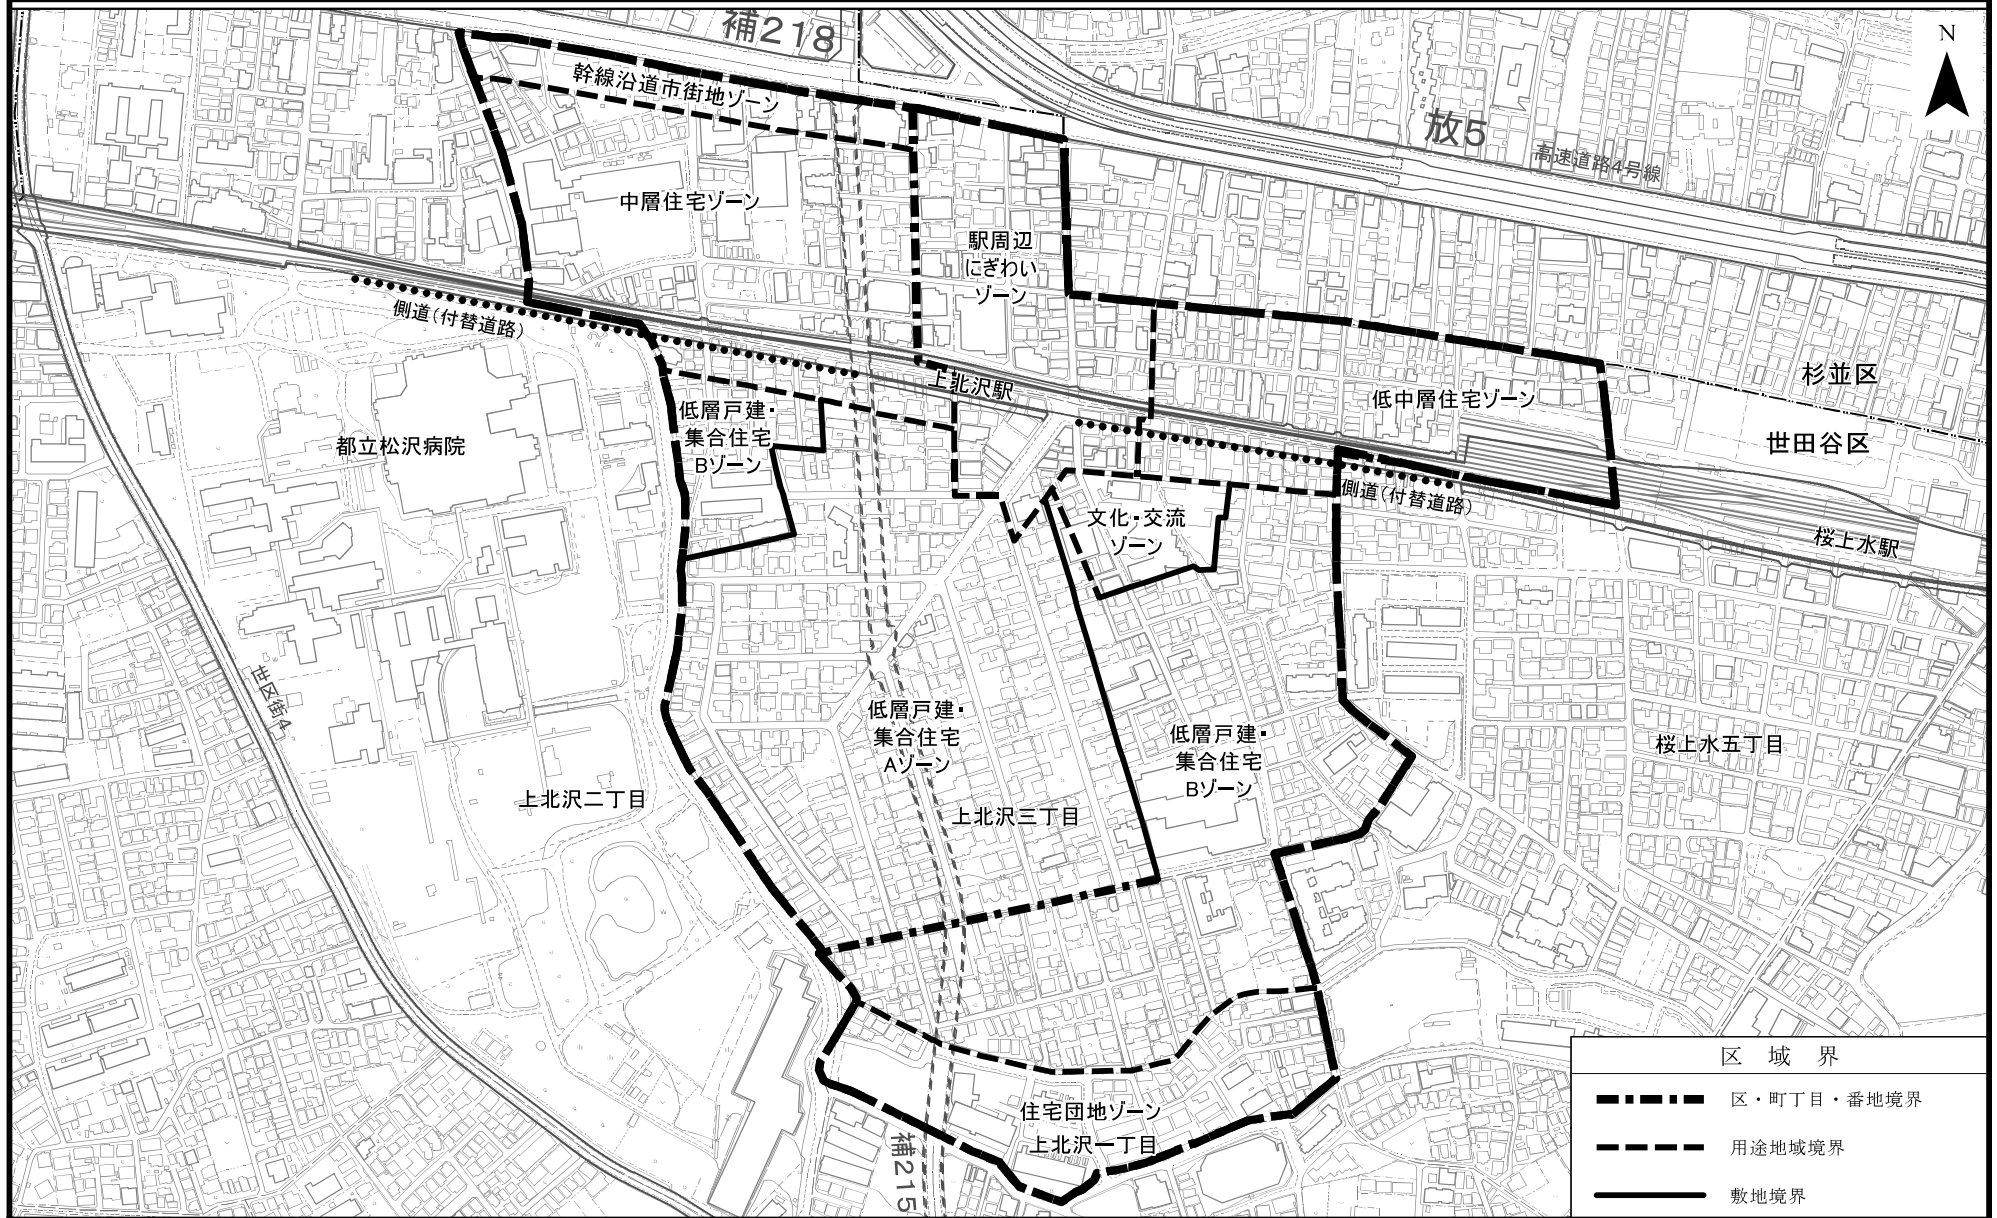 補218
N
幹線沿道市街地ゾーン
放5
高速道路4号線
中層住宅ゾーン
駅周辺
にぎわい
ゾーン
側道(付替道路)
上北沢駅
杉並区
低中層住宅ゾーン
世田谷区
低層戸建・
集合住宅
Bゾーン
都立松沢病院
側道(付替道路)
文化・交流
ゾーン
桜上水駅
世区街4
低層戸建・
集合住宅
Aゾーン
低層戸建・
集合住宅
Bゾーン
桜上水五丁目
上北沢二丁目
上北沢三丁目
住宅団地ゾーン
上北沢一丁目
補215
区 域 界
区・町丁目・番地境界
用途地域境界
敷地境界